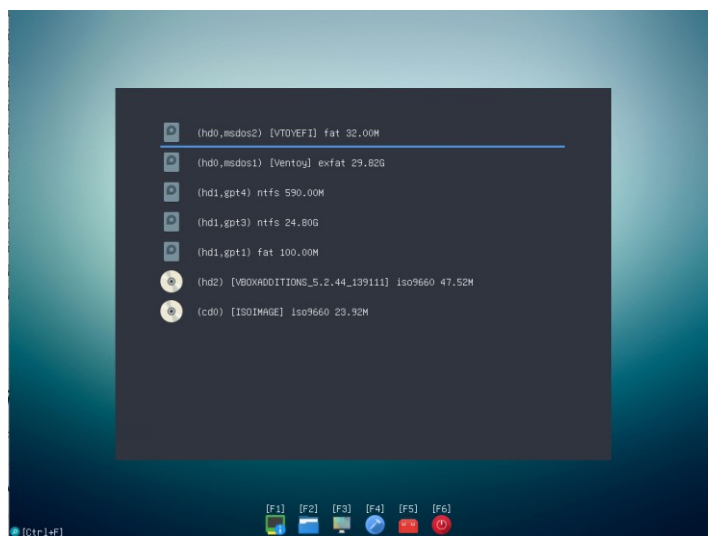 (hd0,msdos2) [VTOYEFI] fat 32.00M
(hd0,msdos1) [Ventoy] exfat 29.82G
(hd1,gpt4) ntfs 590.00M
(hd1,gpt3) ntfs 24.80G
(hd1,gpt1) fat 100.00M
(hd2) [VBOXADDITIONS_5.2.44_139111] iso9660 47.52M
(cd0) [ISOIMAGE] iso9660 23.92M
[F1] [F2] [F3] [F4] [F5] [F6]
[Ctrl+F]